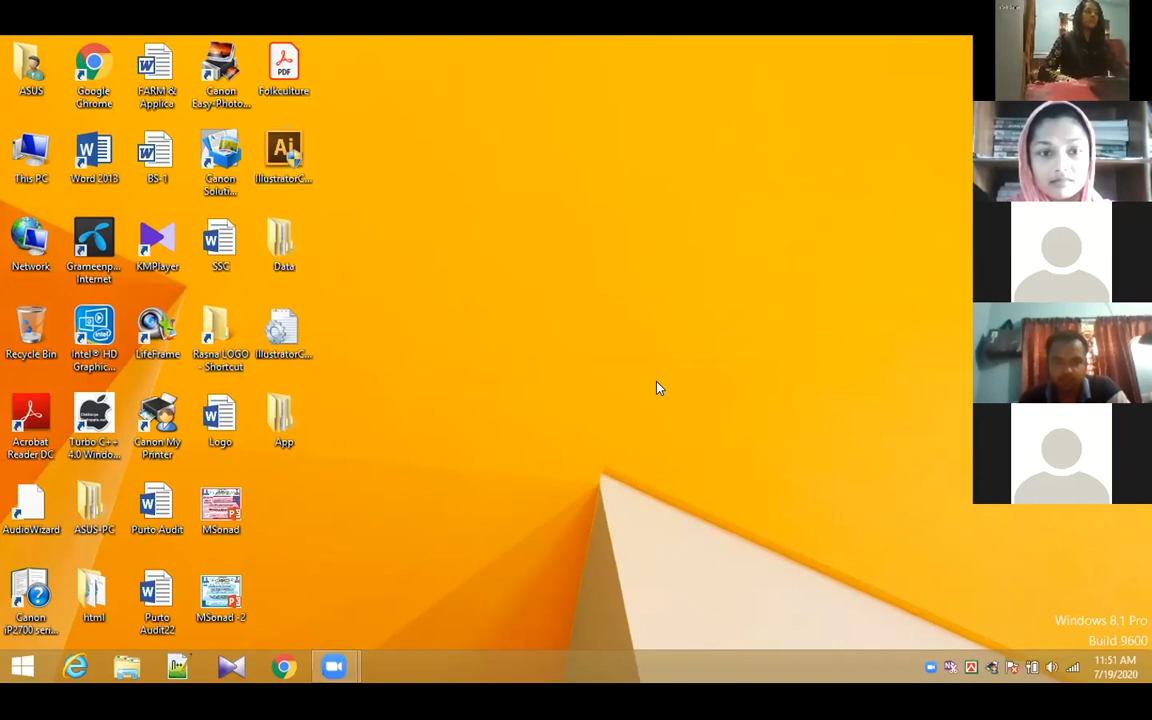 ASUS
Google
Chrome
FARM &
Applica
Canon
Easy-Photo...
PDF
Folkculture
This PC
Word 2013
BS-1
Canon
Soluti...
Ai
IllustratorC...
Network
Grameenp...
Internet
KMPlayer
SSC
Data
Recycle Bin
Intel® HD
Graphic...
LifeFrame
Rasna LOGO
- Shortcut
IllustratorC...
Acrobat
Reader DC
Turbo C++
4.0 Windo...
Canon My
Printer
Logo
App
AudioWizard
ASUS-PC
Purto Audit
MSonad
Canon
iP2700 seri...
html
Purto
Audit22
MSonad -2
Windows 8.1 Pro
Build 9600
11:51 AM
7/19/2020